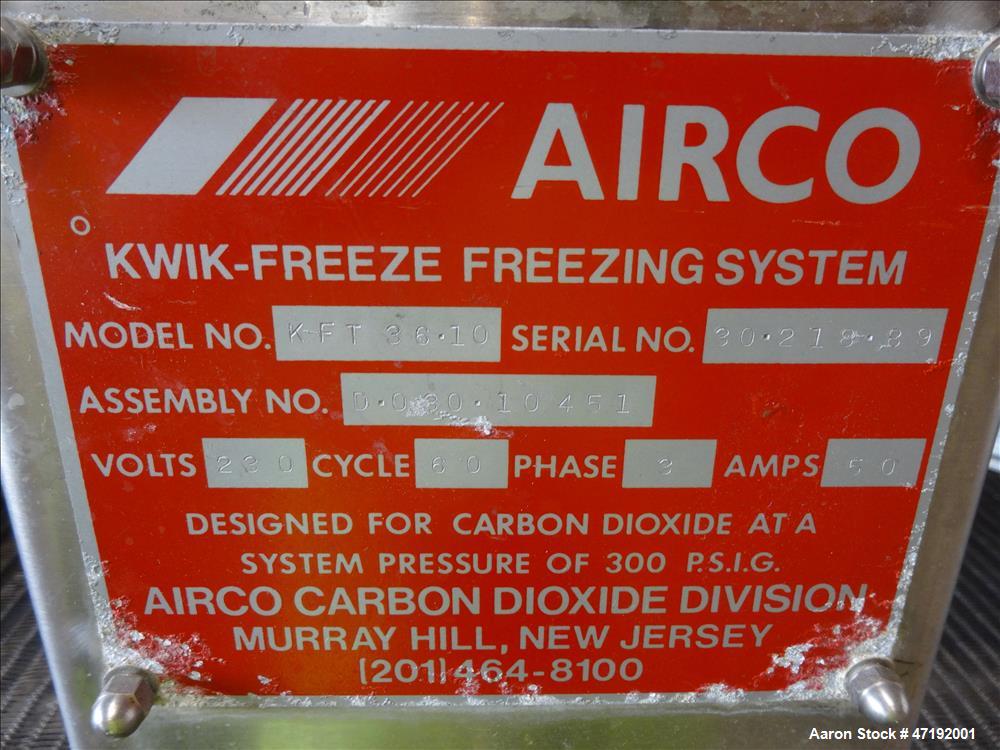 AIRCO
KWIK-FREEZE FREEZING SYSTEM
MODEL NO. KFT 36·10 SERIAL NO. 30·218·89
ASSEMBLY NO. D·030·10451
VOLTS 230 CYCLE 60 PHASE 3 AMPS 50
DESIGNED FOR CARBON DIOXIDE AT A
SYSTEM PRESSURE OF 300 P.S.I.G.
AIRCO CARBON DIOXIDE DIVISION
MURRAY HILL, NEW JERSEY
(201) 464-8100
Aaron Stock # 47192001